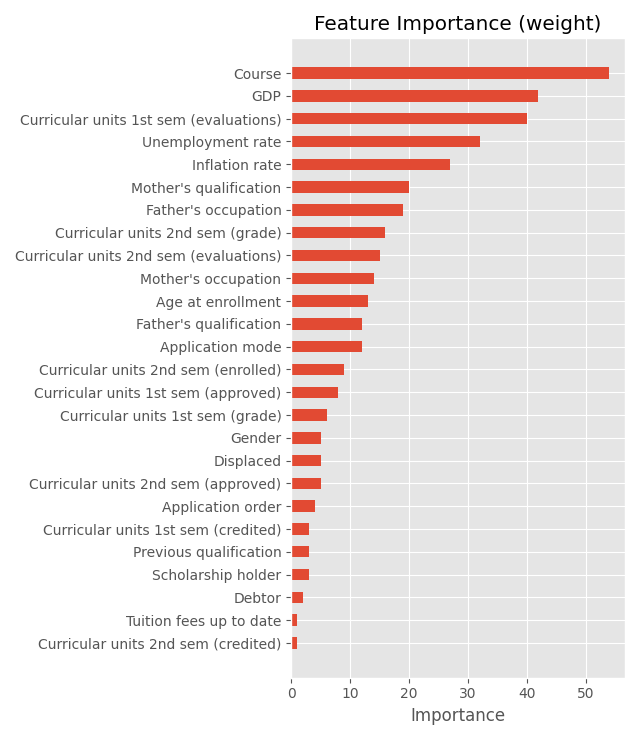 Feature Importance (weight)
Course
GDP
Curricular units 1st sem (evaluations)
Unemployment rate
Inflation rate
Mother's qualification
Father's occupation
Curricular units 2nd sem (grade)
Curricular units 2nd sem (evaluations)
Mother's occupation
Age at enrollment
Father's qualification
Application mode
Curricular units 2nd sem (enrolled)
Curricular units 1st sem (approved)
Curricular units 1st sem (grade)
Gender
Displaced
Curricular units 2nd sem (approved)
Application order
Curricular units 1st sem (credited)
Previous qualification
Scholarship holder
Debtor
Tuition fees up to date
Curricular units 2nd sem (credited)
0 10 20 30 40 50
Importance